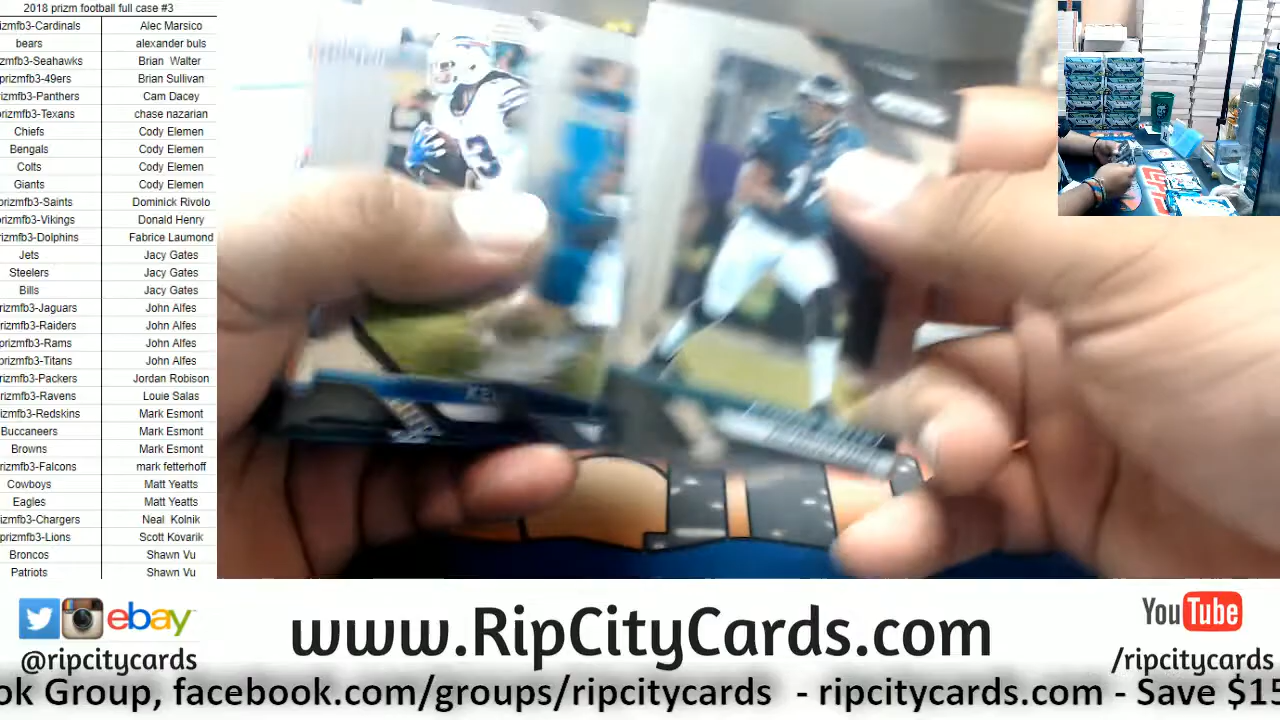 2018 prizm football full case #3
izmfb3-Cardinals Alec Marsico
bears alexander buls
zmfb3-Seahawks Brian Walter
prizmfb3-49ers Brian Sullivan
izmfb3-Panthers Cam Dacey
prizmfb3-Texans chase nazarian
Chiefs Cody Elemen
Bengals Cody Elemen
Colts Cody Elemen
Giants Cody Elemen
prizmfb3-Saints Dominick Rivolo
rizmfb3-Vikings Donald Henry
izmfb3-Dolphins Fabrice Laumond
Jets Jacy Gates
Steelers Jacy Gates
Bills Jacy Gates
izmfb3-Jaguars John Alfes
rizmfb3-Raiders John Alfes
prizmfb3-Rams John Alfes
prizmfb3-Titans John Alfes
rizmfb3-Packers Jordan Robison
rizmfb3-Ravens Louie Salas
izmfb3-Redskins Mark Esmont
Buccaneers Mark Esmont
Browns Mark Esmont
rizmfb3-Falcons mark fetterhoff
Cowboys Matt Yeatts
Eagles Matt Yeatts
izmfb3-Chargers Neal Kolnik
prizmfb3-Lions Scott Kovarik
Broncos Shawn Vu
Patriots Shawn Vu
ebay
@ripcitycards
www.RipCityCards.com
YouTube
/ripcitycards
ok Group, facebook.com/groups/ripcitycards - ripcitycards.com - Save $15